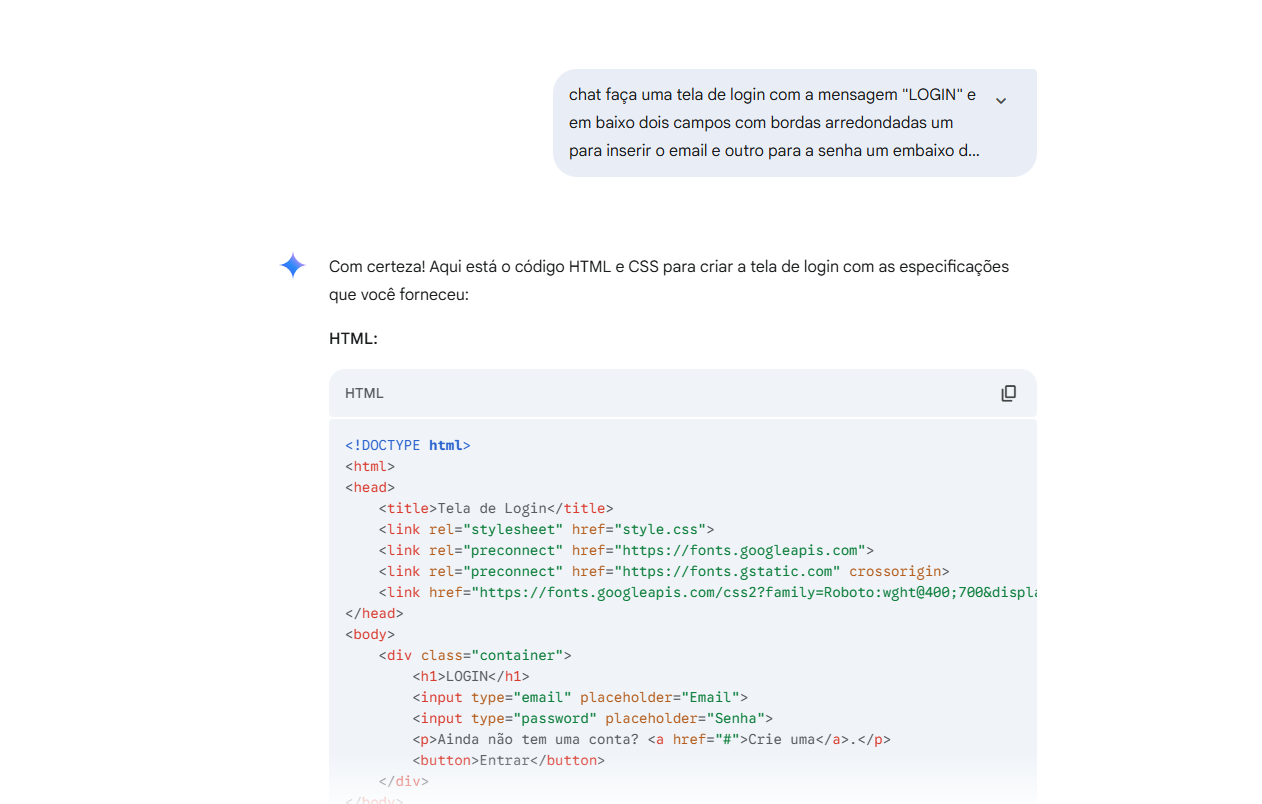 chat faça uma tela de login com a mensagem "LOGIN" e
em baixo dois campos com bordas arredondadas um
para inserir o email e outro para a senha um embaixo d...
Com certeza! Aqui está o código HTML e CSS para criar a tela de login com as especificações
que você forneceu:
HTML:
HTML
<!DOCTYPE html>
<html>
<head>
    <title>Tela de Login</title>
    <link rel="stylesheet" href="style.css">
    <link rel="preconnect" href="https://fonts.googleapis.com">
    <link rel="preconnect" href="https://fonts.gstatic.com" crossorigin>
    <link href="https://fonts.googleapis.com/css2?family=Roboto:wght@400;700&displa
</head>
<body>
    <div class="container">
        <h1>LOGIN</h1>
        <input type="email" placeholder="Email">
        <input type="password" placeholder="Senha">
        <p>Ainda não tem uma conta? <a href="#">Crie uma</a>.</p>
        <button>Entrar</button>
    </div>
</body>